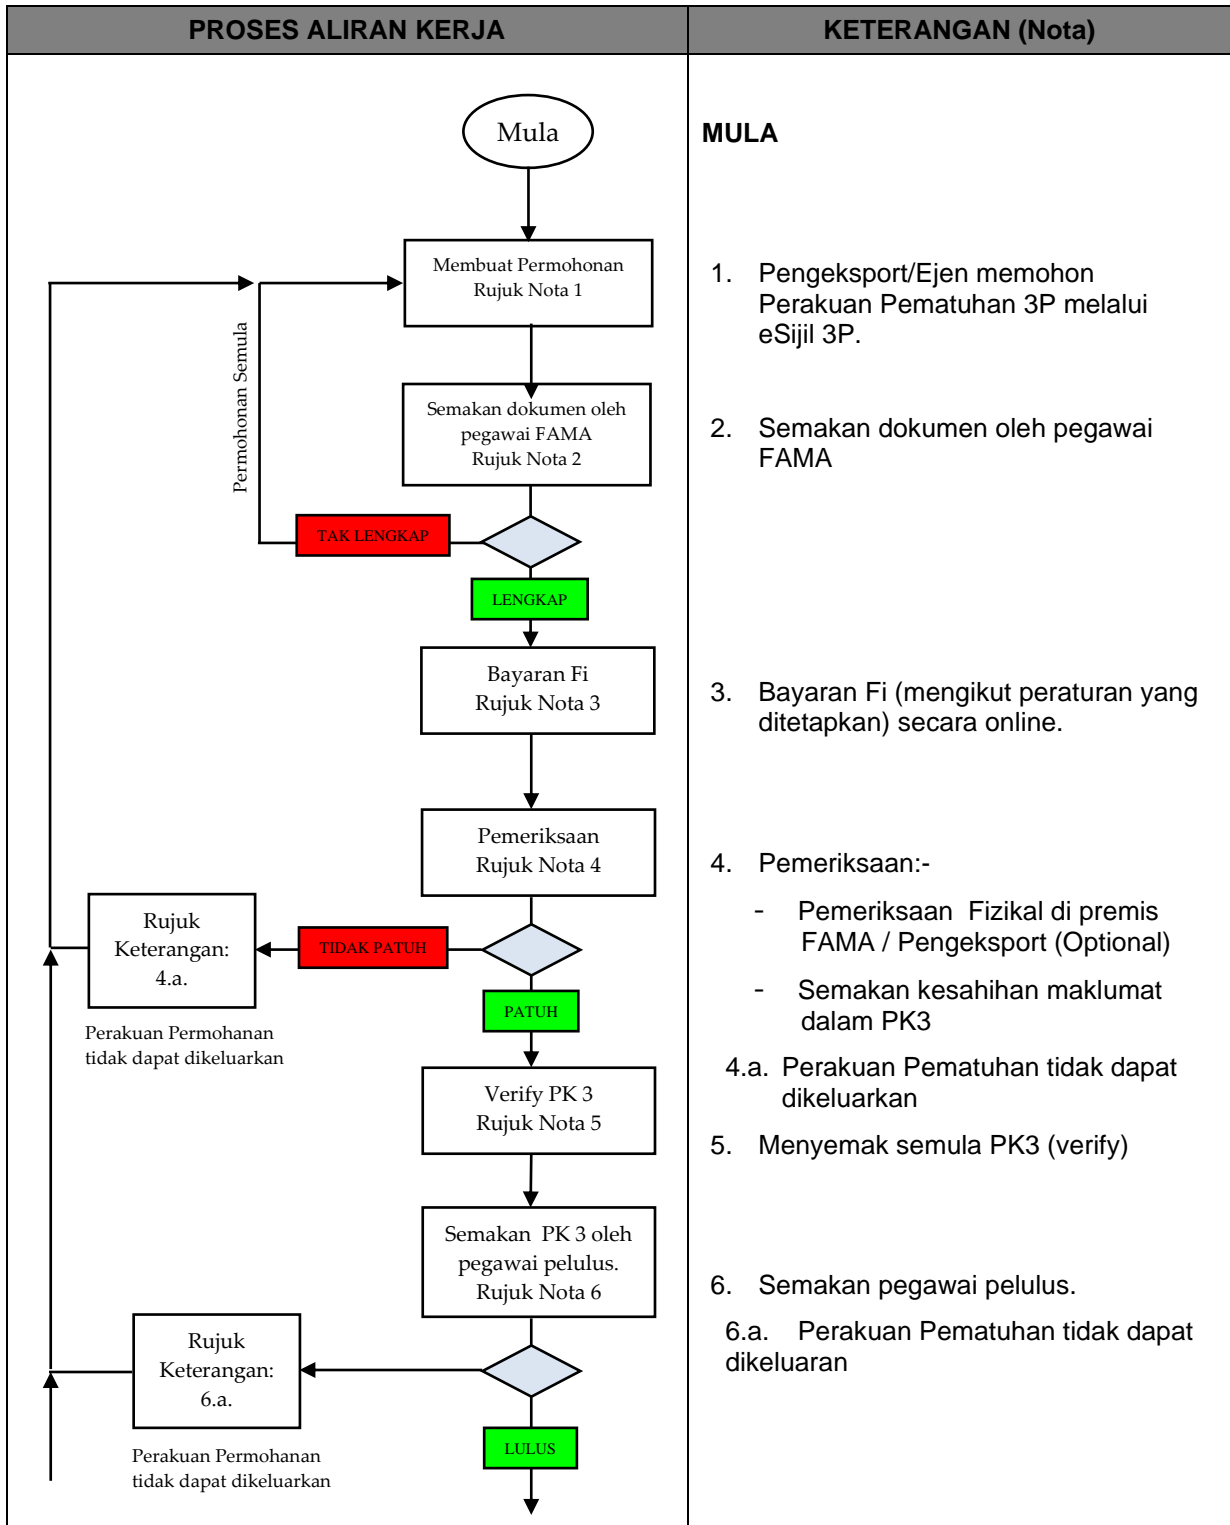 PROSES ALIRAN KERJA
KETERANGAN (Nota)
Mula
Membuat Permohonan
Rujuk Nota 1
Permohonan Semula
Semakan dokumen oleh
pegawai FAMA
Rujuk Nota 2
TAK LENGKAP
LENGKAP
Bayaran Fi
Rujuk Nota 3
Pemeriksaan
Rujuk Nota 4
Rujuk
Keterangan:
4.a.
TIDAK PATUH
PATUH
Perakuan Permohanan
tidak dapat dikeluarkan
Verify PK 3
Rujuk Nota 5
Semakan PK 3 oleh
pegawai pelulus.
Rujuk Nota 6
Rujuk
Keterangan:
6.a.
LULUS
Perakuan Permohanan
tidak dapat dikeluarkan
MULA
1. Pengeksport/Ejen memohon
Perakuan Pematuhan 3P melalui
eSijil 3P.
2. Semakan dokumen oleh pegawai
FAMA
3. Bayaran Fi (mengikut peraturan yang
ditetapkan) secara online.
4. Pemeriksaan:-
- Pemeriksaan Fizikal di premis
FAMA / Pengeksport (Optional)
- Semakan kesahihan maklumat
dalam PK3
4.a. Perakuan Pematuhan tidak dapat
dikeluarkan
5. Menyemak semula PK3 (verify)
6. Semakan pegawai pelulus.
6.a. Perakuan Pematuhan tidak dapat
dikeluaran